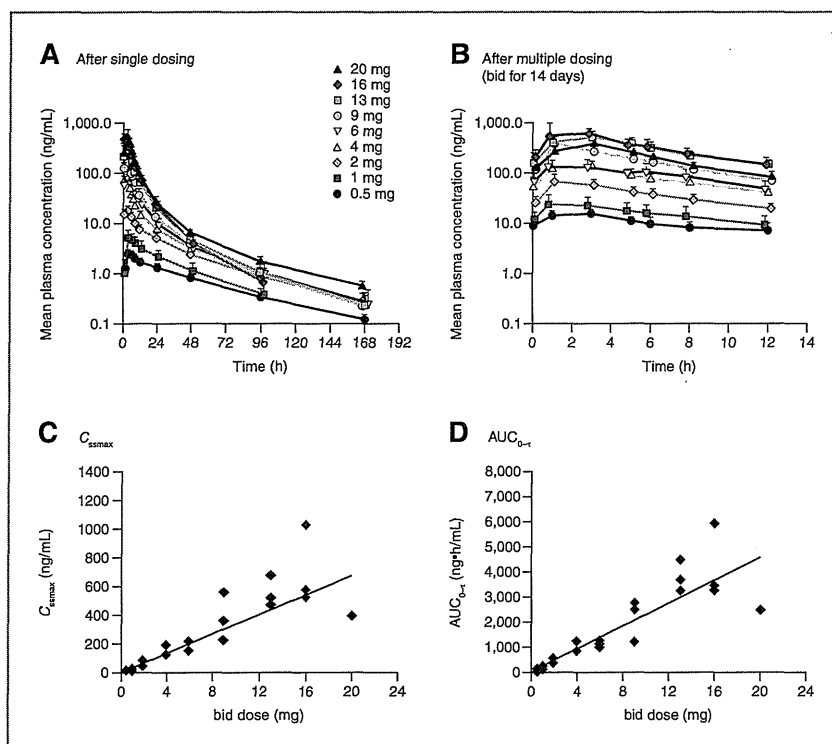 A After single dosing
20 mg
16 mg
13 mg
9 mg
6 mg
4 mg
2 mg
1 mg
0.5 mg
Mean plasma concentration (ng/mL)
1,000.0
100.0
10.0
1.0
0.1
0 24 48 72 96 120 144 168 192
Time (h)
B After multiple dosing
(bid for 14 days)
Mean plasma concentration (ng/mL)
1,000.0
100.0
10.0
1.0
0.1
0 2 4 6 8 10 12 14
Time (h)
C Cssmax
Cssmax (ng/mL)
1400
1200
1000
800
600
400
200
0
0 4 8 12 16 20 24
bid dose (mg)
D AUC0–τ
AUC0–τ (ng•h/mL)
8,000
7,000
6,000
5,000
4,000
3,000
2,000
1,000
0
0 4 8 12 16 20 24
bid dose (mg)